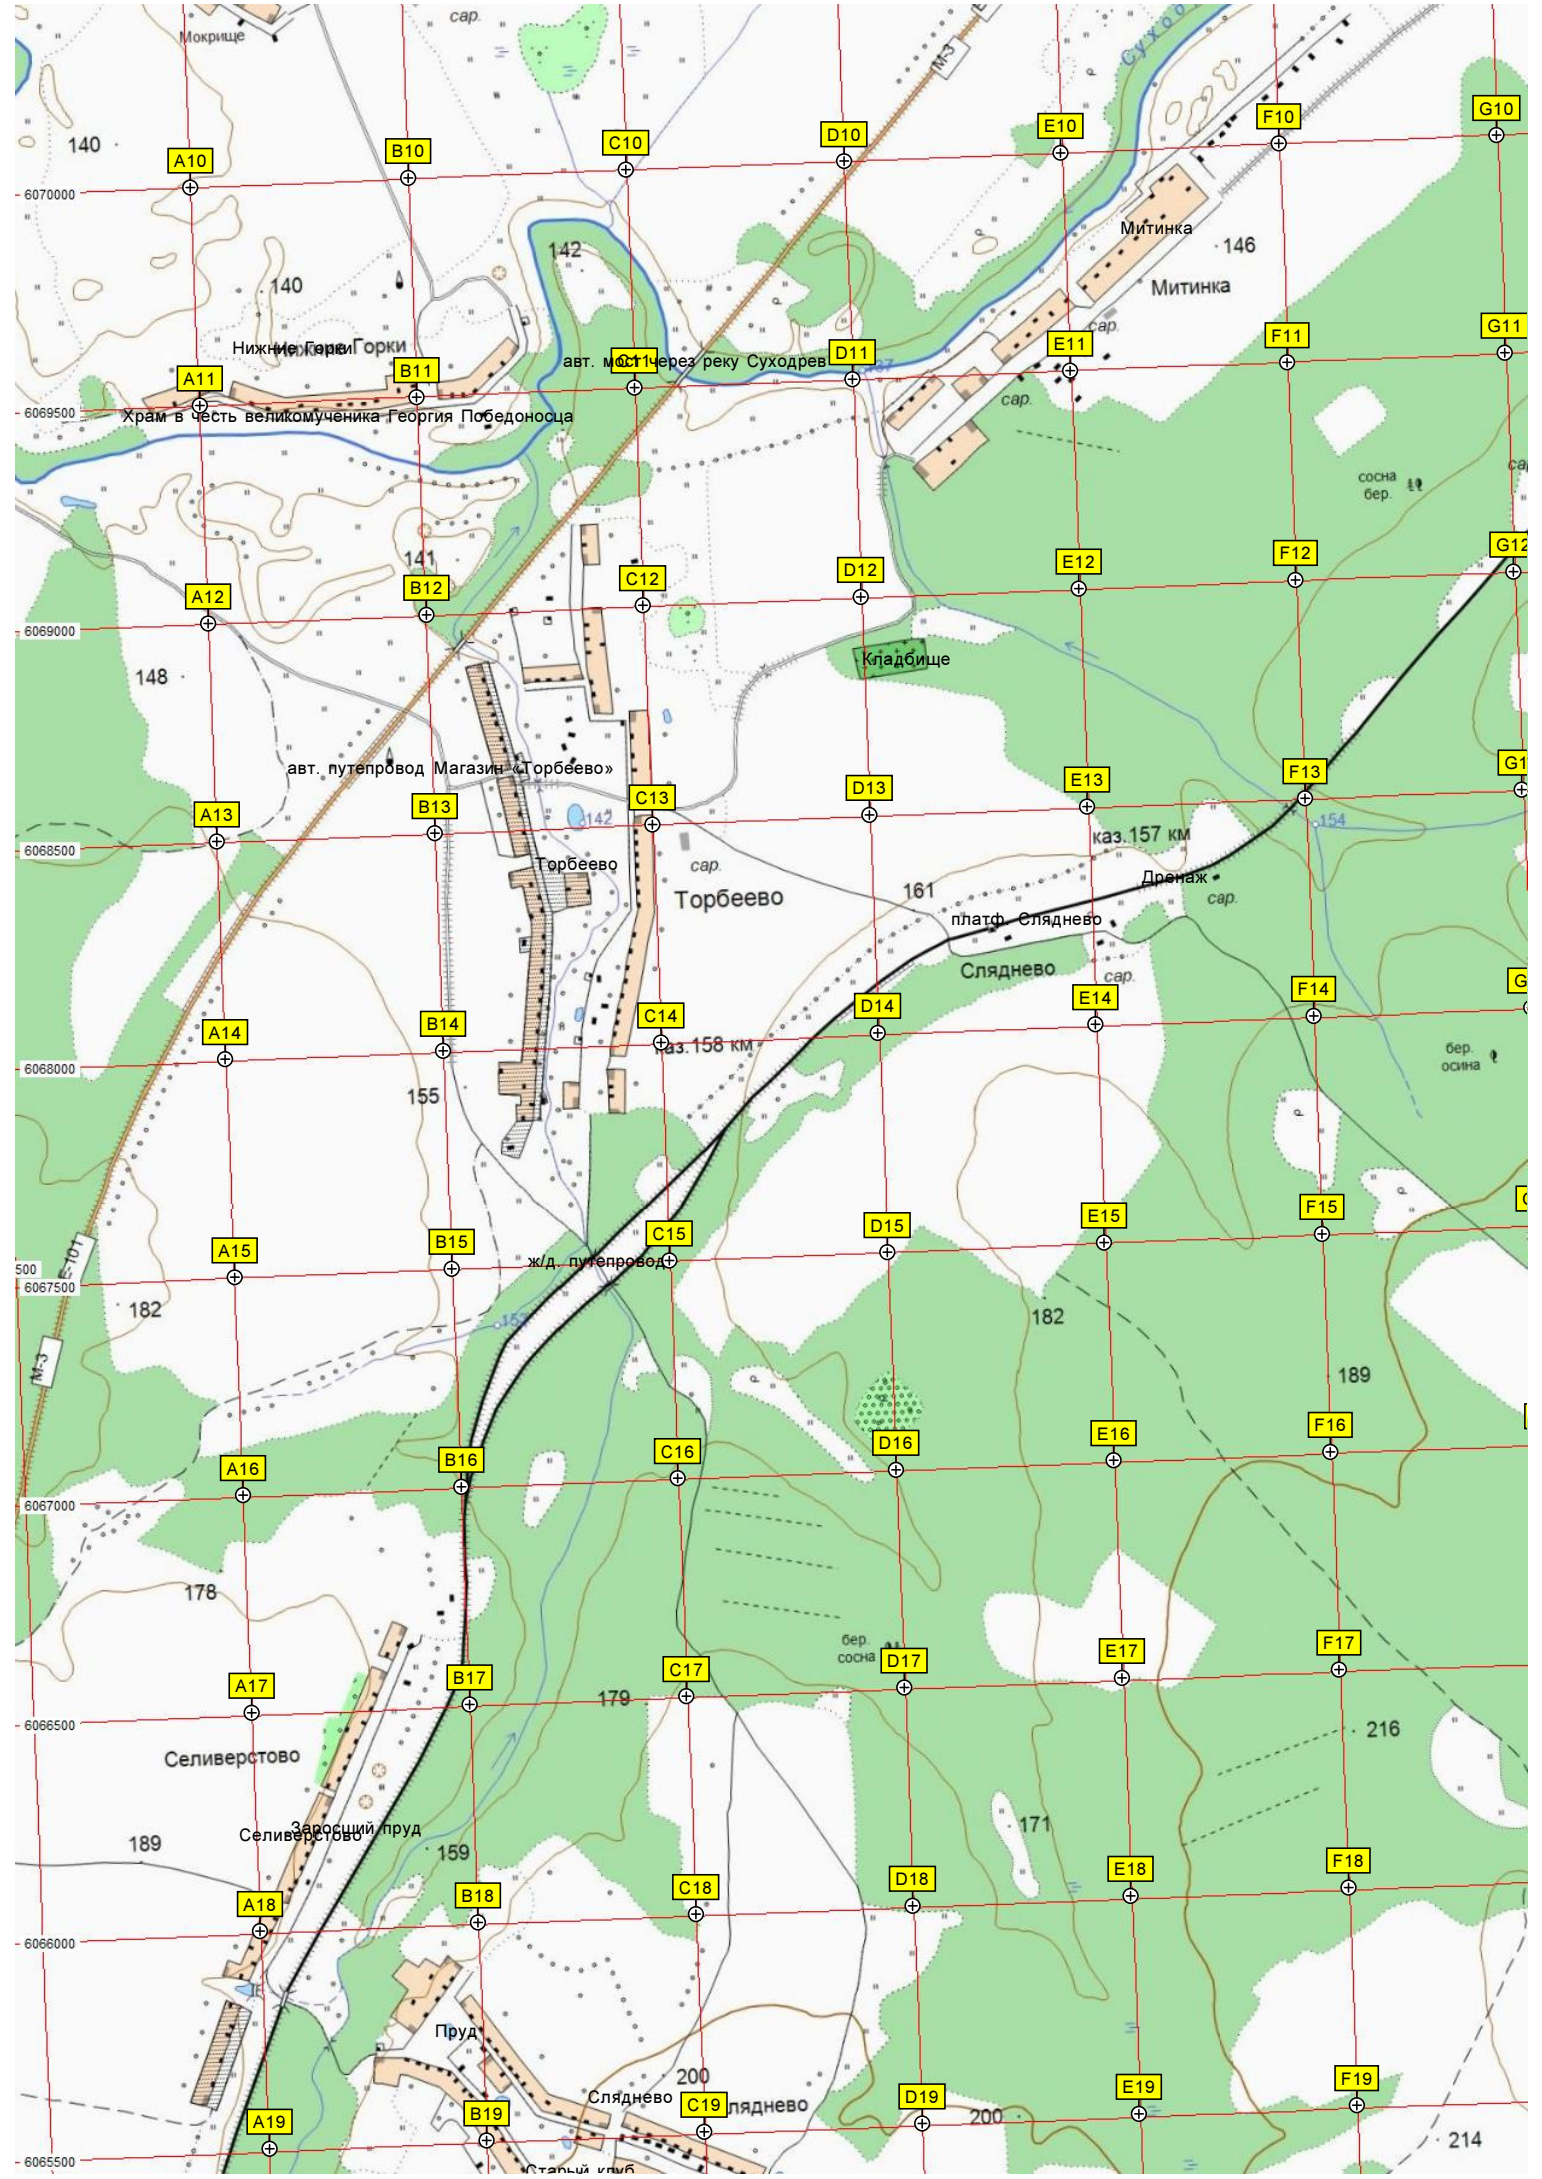 сар.
Мокрище
М-3
140
A10
B10
C10
D10
E10
F10
G10
6070000
142
Митинка
146
140
Митинка
Нижние Горки
сар.
A11
B11
C11
авт. мост через реку Суходрев
D11
E11
F11
G11
6069500
Храм в честь великомученика Георгия Победоносца
сар.
сосна
бер.
141
A12
B12
C12
D12
E12
F12
G12
6069000
148
Кладбище
авт. путепровод Магазин «Торбеево»
A13
B13
C13
D13
E13
F13
142
154
6068500
каз.157 км
Торбеево
сар.
Торбеево
161
Дренаж
сар.
платф. Сляднево
Сляднево
сар.
A14
B14
C14
D14
E14
F14
каз.158 км
6068000
бер.
осина
155
A15
B15
C15
D15
E15
F15
E-101
ж/д. путепровод
500
6067500
182
182
М-3
189
A16
B16
C16
D16
E16
F16
6067000
178
бер.
сосна
A17
B17
C17
D17
E17
F17
179
6066500
216
Селиверстово
Заросший пруд
Селиверстово
171
189
159
A18
B18
C18
D18
E18
F18
6066000
Пруд
200
Сляднево
A19
B19
C19
D19
E19
F19
200
214
6065500
Старый клуб